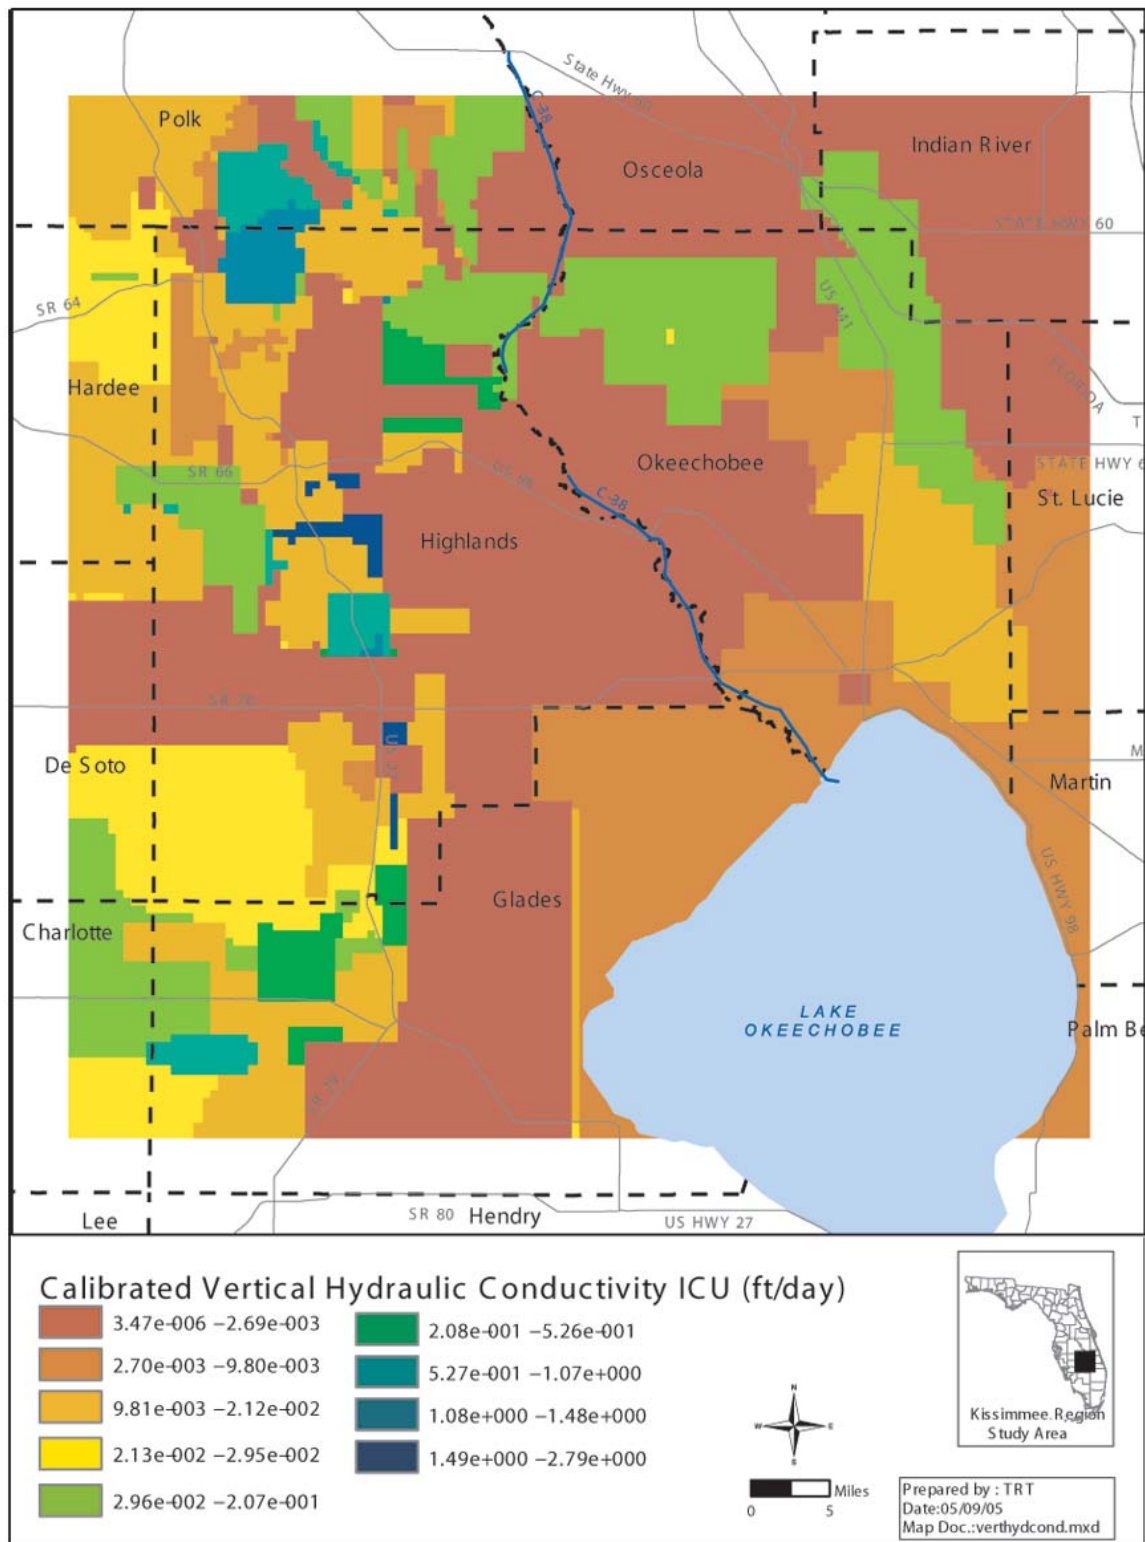 State Hwy 60
C-38
Polk
Osceola
Indian River
STATE HWY 60
SR 64
US 441
FLORIDA
Hardee
T
SR 66
US 98
Okeechobee
STATE HWY 6
C-38
St. Lucie
Highlands
SR 70
De Soto
US 27
Martin
M
Glades
US HWY 98
Charlotte
LAKE
OKEECHOBEE
Palm Be
Lee
SR 80
Hendry
US HWY 27
Calibrated Vertical Hydraulic Conductivity ICU (ft/day)
3.47e-006 –2.69e-003
2.70e-003 –9.80e-003
9.81e-003 –2.12e-002
2.13e-002 –2.95e-002
2.96e-002 –2.07e-001
2.08e-001 –5.26e-001
5.27e-001 –1.07e+000
1.08e+000 –1.48e+000
1.49e+000 –2.79e+000
N
W E
S
Miles
0 5
Kissimmee.Region
Study Area
Prepared by : TRT
Date:05/09/05
Map Doc.:verthydcond.mxd